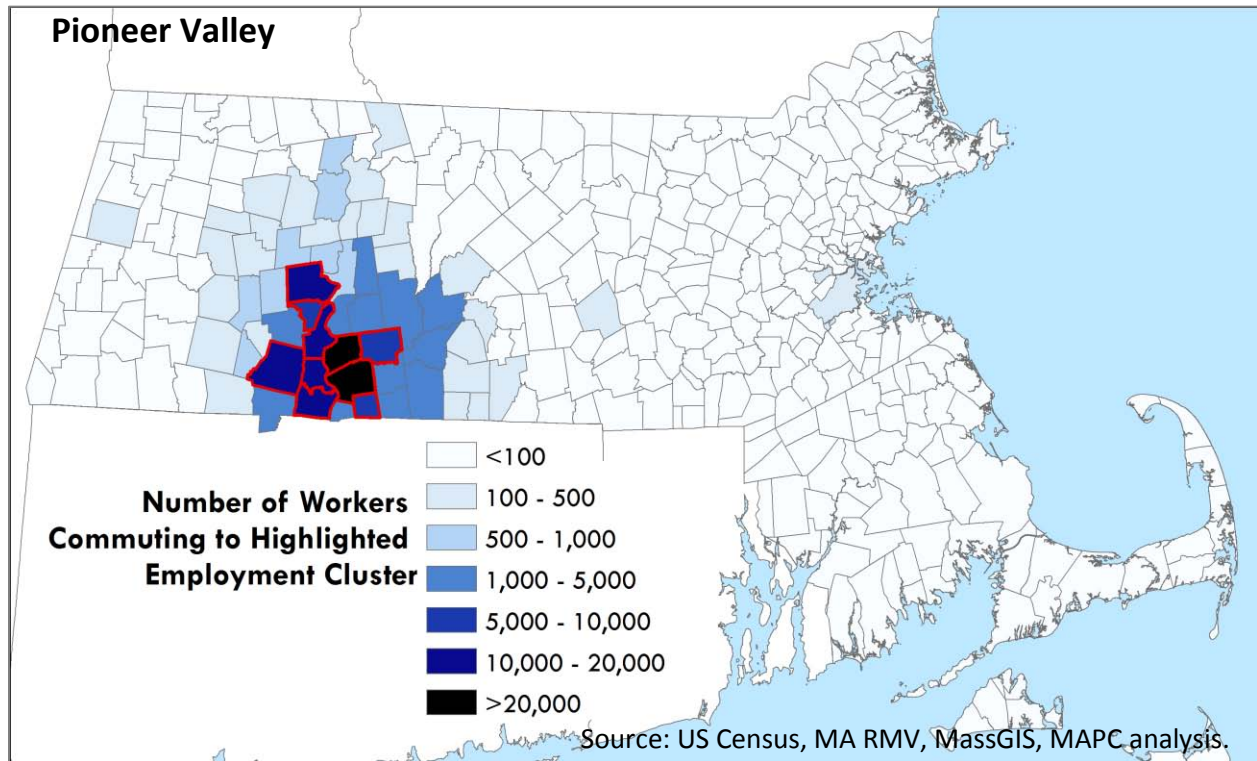 Pioneer Valley
Number of Workers
Commuting to Highlighted
Employment Cluster
<100
100 - 500
500 - 1,000
1,000 - 5,000
5,000 - 10,000
10,000 - 20,000
>20,000
Source: US Census, MA RMV, MassGIS, MAPC analysis.